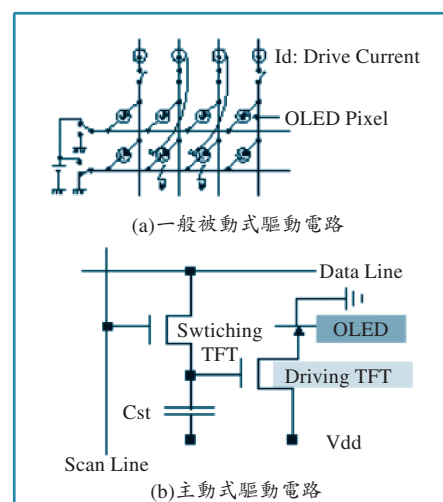 Id: Drive Current
OLED Pixel
(a)一般被動式驅動電路
Data Line
Swtiching
TFT
OLED
Driving TFT
Cst
Vdd
Scan Line
(b)主動式驅動電路